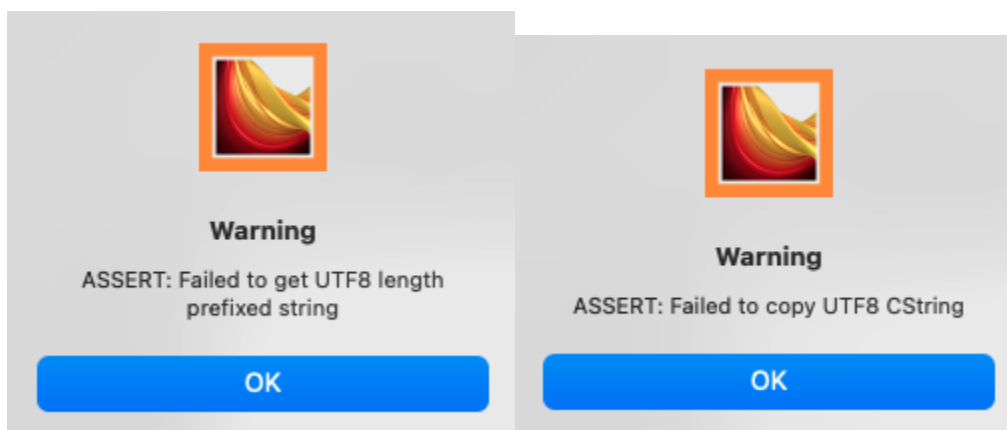 Warning
ASSERT: Failed to get UTF8 length
prefixed string
OK
Warning
ASSERT: Failed to copy UTF8 CString
OK